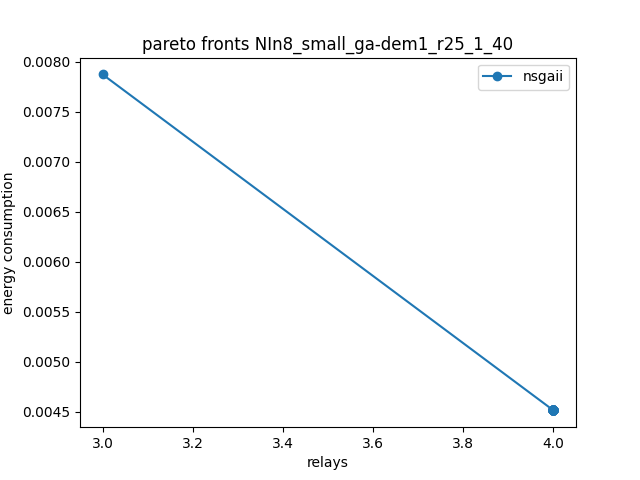 pareto fronts NIn8_small_ga-dem1_r25_1_40
nsgaii
0.0080
0.0075
0.0070
0.0065
0.0060
0.0055
0.0050
0.0045
energy consumption
3.0 3.2 3.4 3.6 3.8 4.0
relays